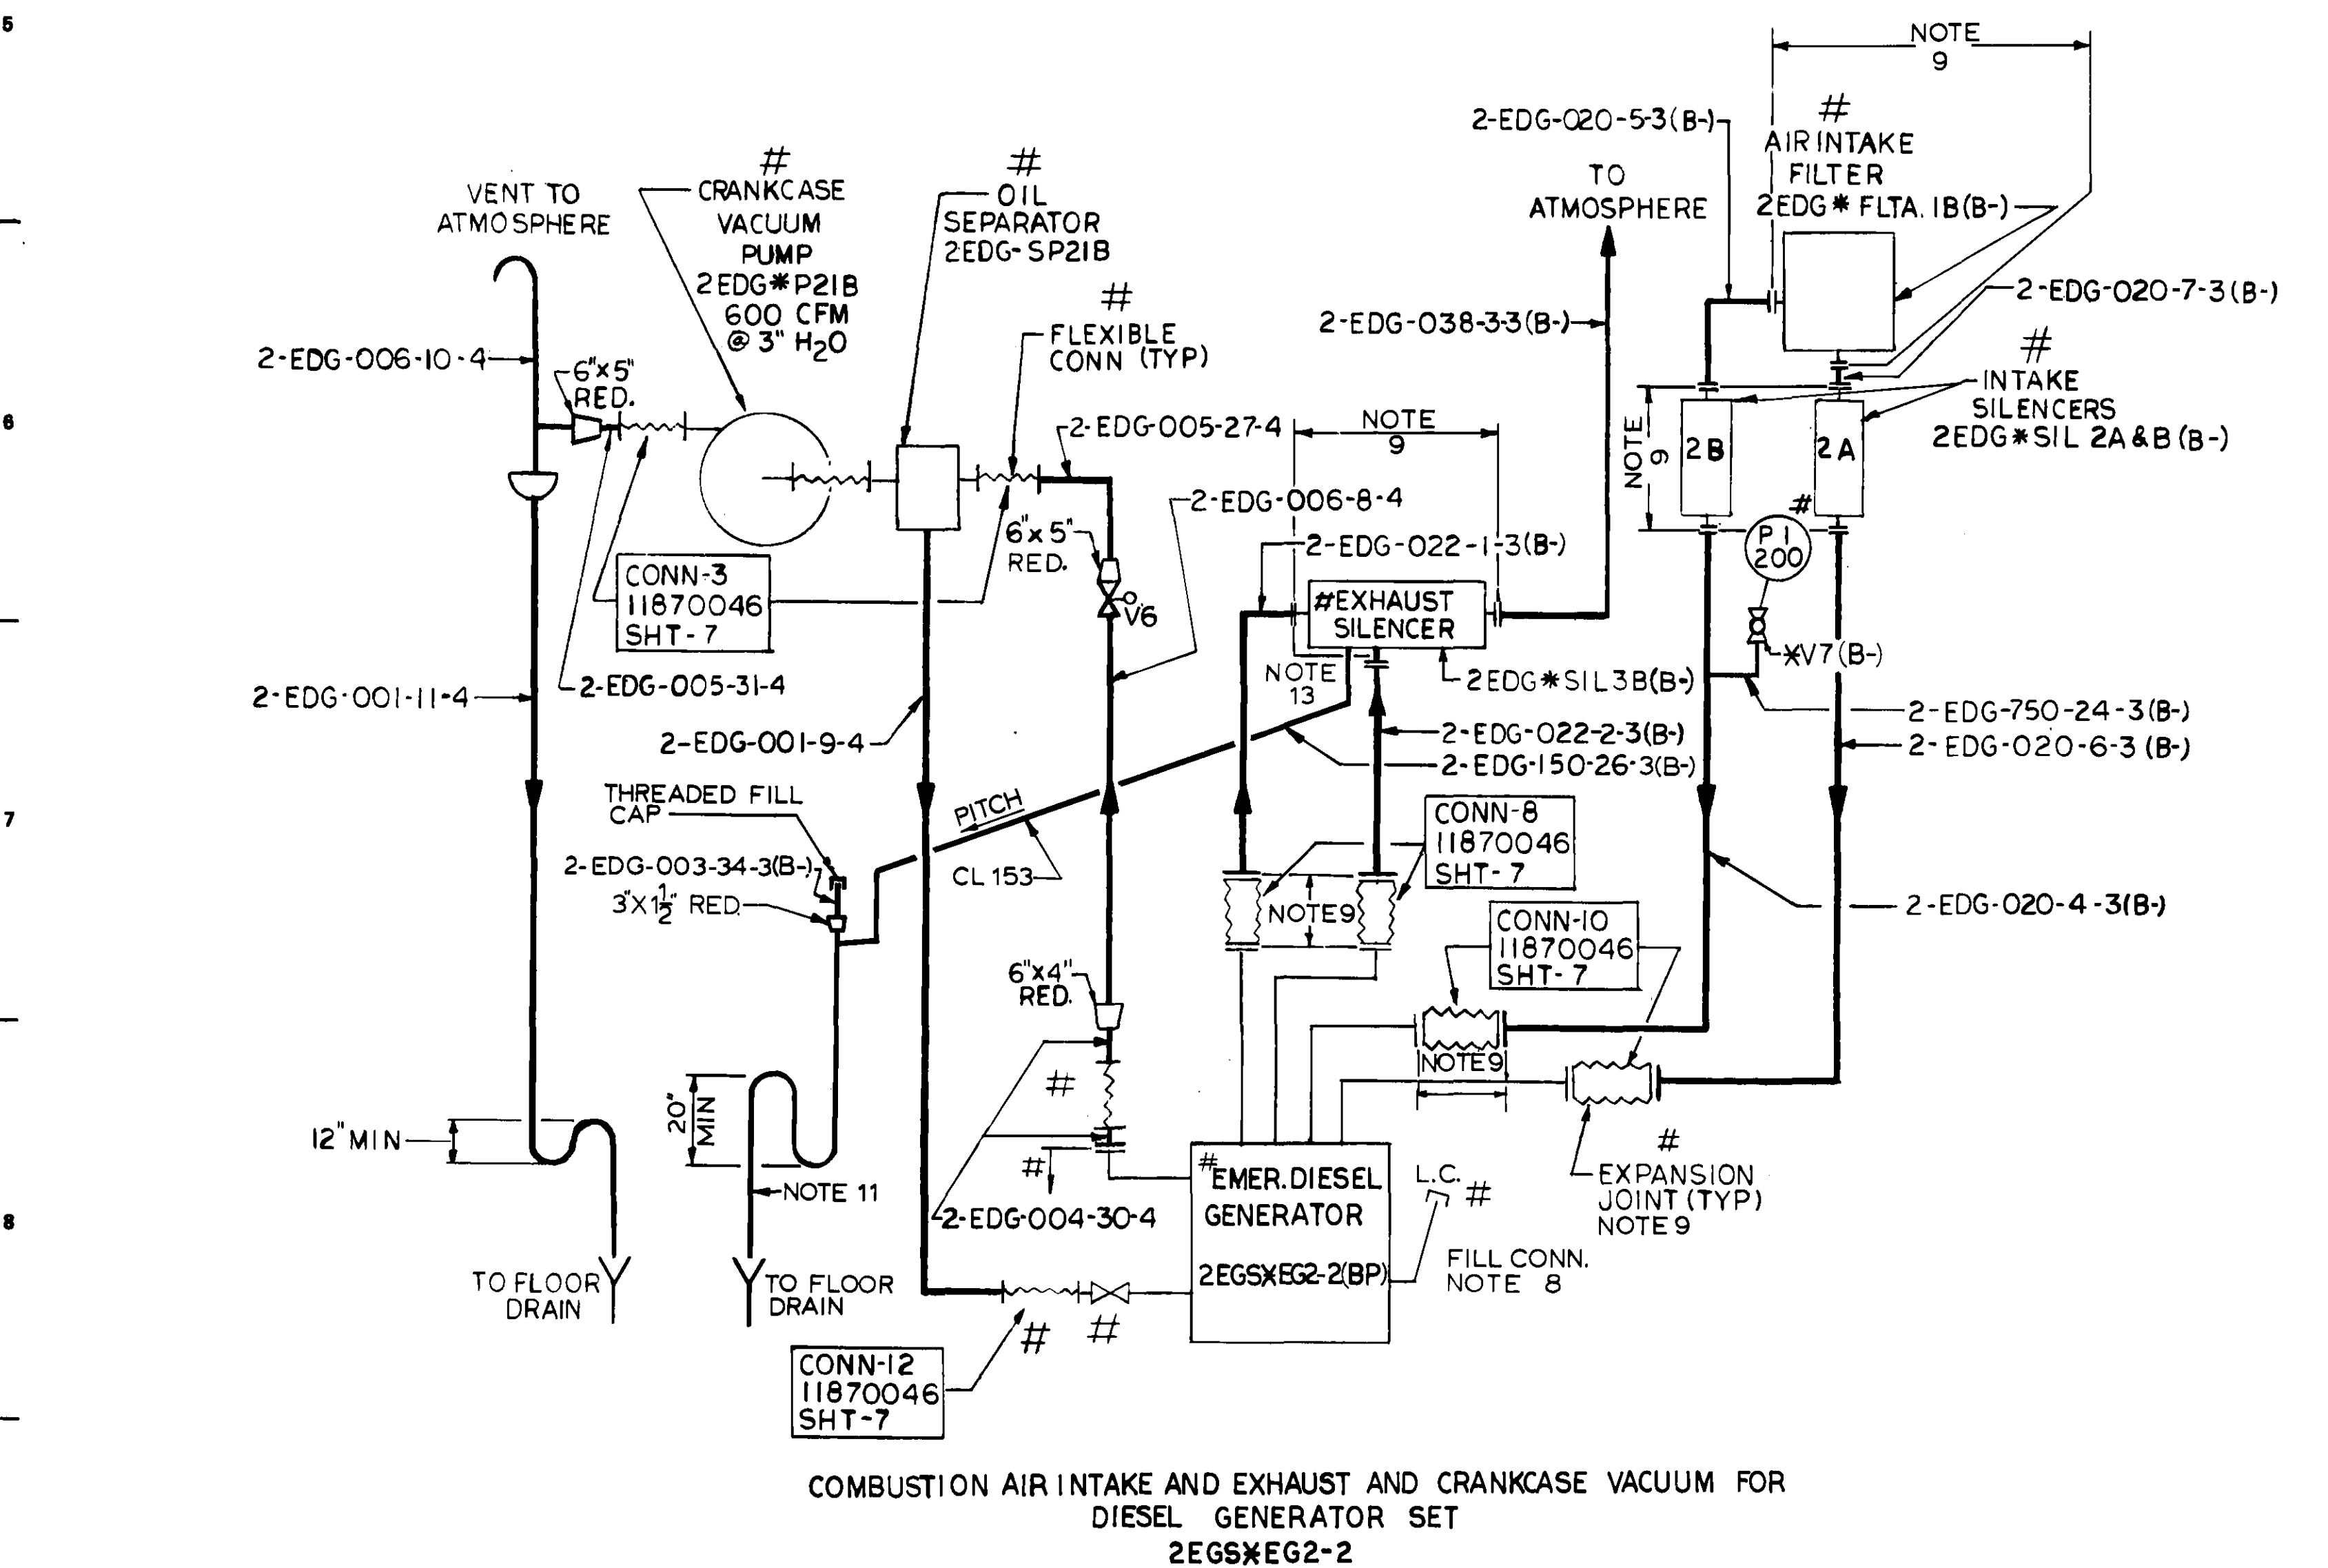 5
6
7
8
NOTE
9
2-EDG-020-5-3(B-)
#
AIR INTAKE
FILTER
2EDG*FLTA.1B(B-)
TO
ATMOSPHERE
VENT TO
ATMOSPHERE
#
CRANKCASE
VACUUM
PUMP
2EDG*P21B
600 CFM
@ 3" H2O
#
OIL
SEPARATOR
2EDG-SP21B
#
FLEXIBLE
CONN (TYP)
2-EDG-038-3-3(B-)
2-EDG-020-7-3(B-)
#
INTAKE
SILENCERS
2EDG*SIL 2A&B(B-)
2-EDG-006-10-4
6"x5"
RED.
2-EDG-005-27-4
NOTE
9
NOTE
9
2B
2A
#
PI
200
2-EDG-006-8-4
6"x5"
RED.
V6
2-EDG-022-1-3(B-)
#EXHAUST
SILENCER
CONN-3
11870046
SHT-7
NOTE
13
2EDG*SIL3B(B-)
*V7(B-)
2-EDG-005-31-4
2-EDG-001-11-4
2-EDG-001-9-4
2-EDG-022-2-3(B-)
2-EDG-150-26-3(B-)
2-EDG-750-24-3(B-)
2-EDG-020-6-3(B-)
THREADED FILL
CAP
PITCH
CONN-8
11870046
SHT-7
2-EDG-003-34-3(B-)
CL 153
3"X1½" RED.
NOTE 9
2-EDG-020-4-3(B-)
CONN-10
11870046
SHT-7
6"x4"
RED.
NOTE 9
#
20"
MIN
12" MIN
#
EXPANSION
JOINT (TYP)
NOTE 9
#
NOTE 11
2-EDG-004-30-4
#
EMER. DIESEL
GENERATOR
2EGS*EG2-2(BP)
L.C.
#
FILL CONN.
NOTE 8
TO FLOOR
DRAIN
TO FLOOR
DRAIN
#
#
CONN-12
11870046
SHT-7
COMBUSTION AIR INTAKE AND EXHAUST AND CRANKCASE VACUUM FOR
DIESEL GENERATOR SET
2EGS*EG2-2